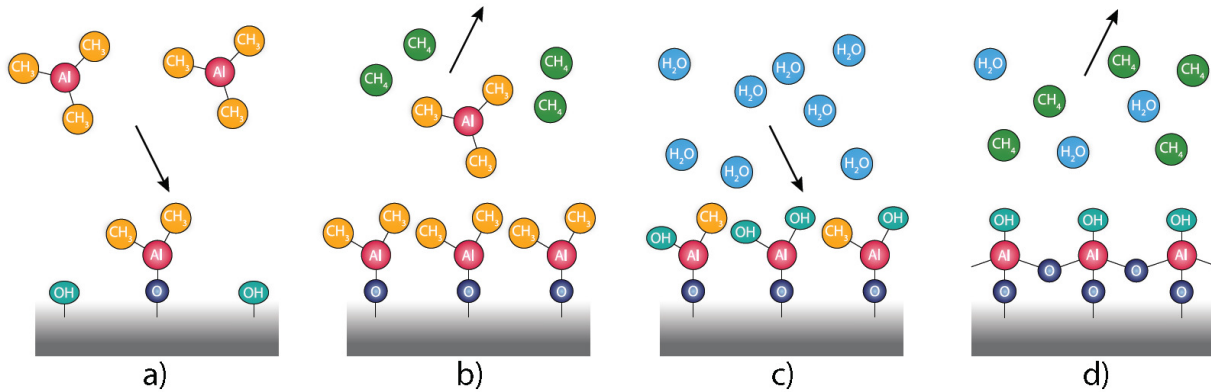 CH₃ CH₃ CH₃
Al Al
CH₃ CH₃ CH₃
CH₃ CH₃
Al
OH O OH
a)
CH₄ CH₄ CH₄ CH₄
CH₃ CH₃
Al
CH₃
CH₃ CH₃ CH₃ CH₃ CH₃ CH₃
Al Al Al
O O O
b)
H₂O H₂O H₂O
H₂O H₂O
H₂O H₂O H₂O
OH CH₃ OH OH CH₃ OH
Al Al Al
O O O
c)
H₂O CH₄ CH₄
CH₄ H₂O
CH₄ H₂O CH₄
OH OH OH
Al Al Al
O O
O O O
d)